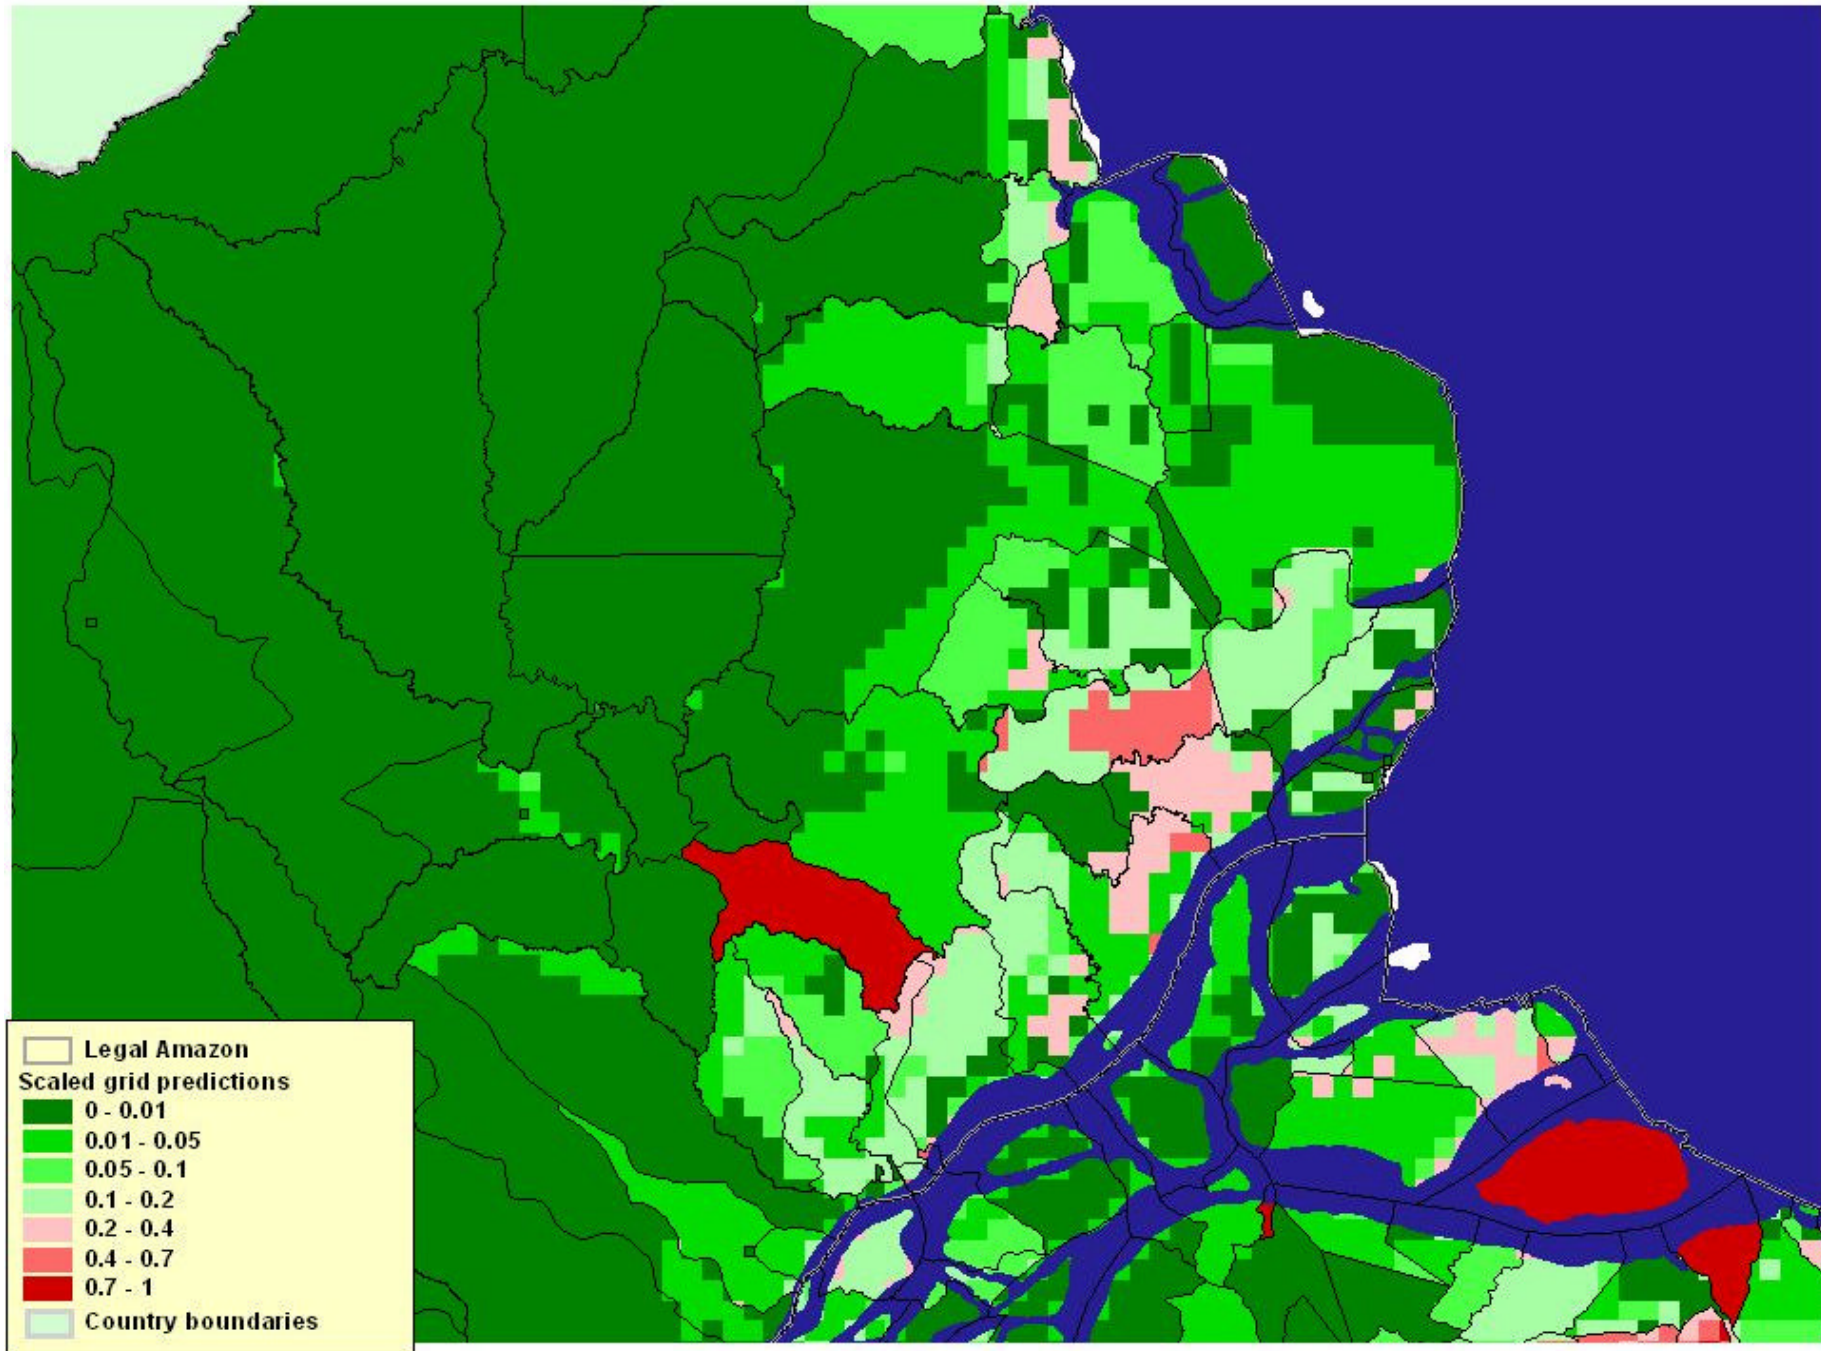 Legal Amazon
Scaled grid predictions
0 - 0.01
0.01 - 0.05
0.05 - 0.1
0.1 - 0.2
0.2 - 0.4
0.4 - 0.7
0.7 - 1
Country boundaries